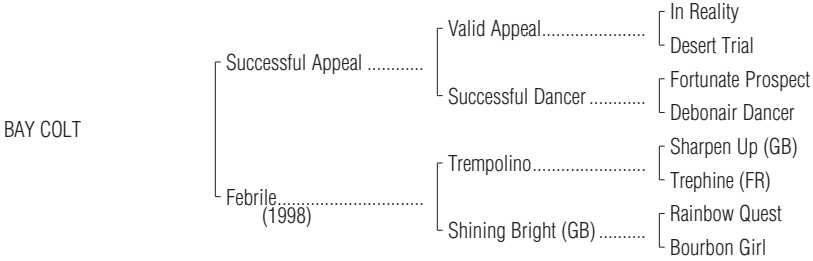 In Reality
Valid Appeal......................
Desert Trial
Successful Appeal ............
Fortunate Prospect
Successful Dancer ............
Debonair Dancer
BAY COLT
Sharpen Up (GB)
Trempolino........................
Trephine (FR)
Febrile...............................
(1998)
Rainbow Quest
Shining Bright (GB) ..........
Bourbon Girl